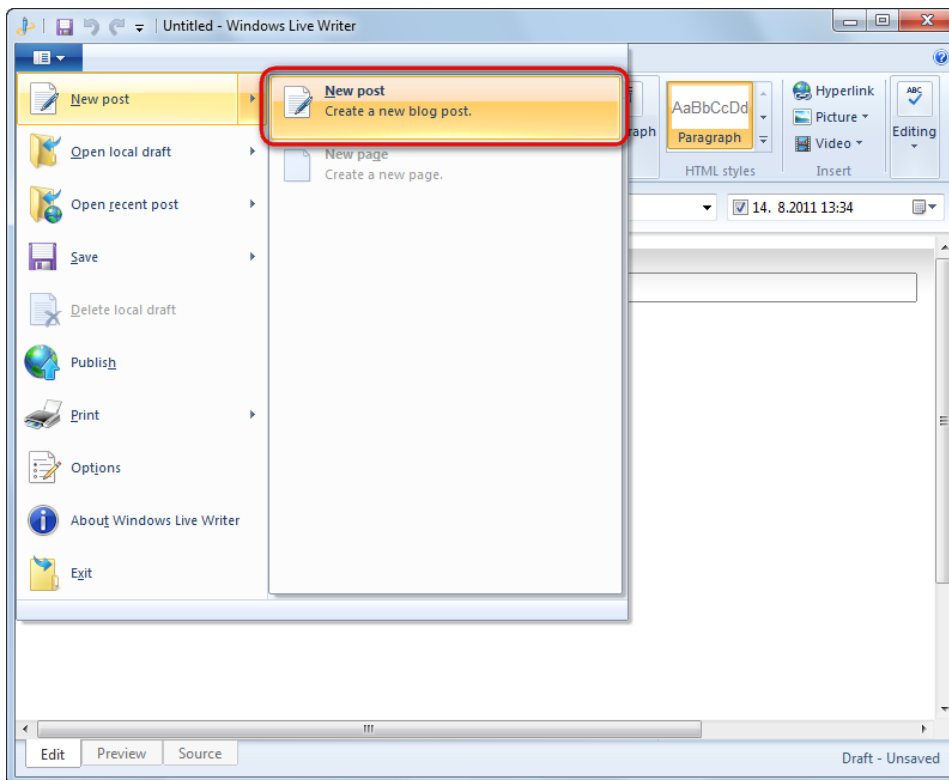 Untitled - Windows Live Writer
New post
Open local draft
Open recent post
Save
Delete local draft
Publish
Print
Options
About Windows Live Writer
Exit
New post
Create a new blog post.
New page
Create a new page.
raph
AaBbCcDd
Paragraph
HTML styles
Hyperlink
Picture
Video
Insert
ABC
Editing
14. 8.2011 13:34
Edit
Preview
Source
Draft - Unsaved